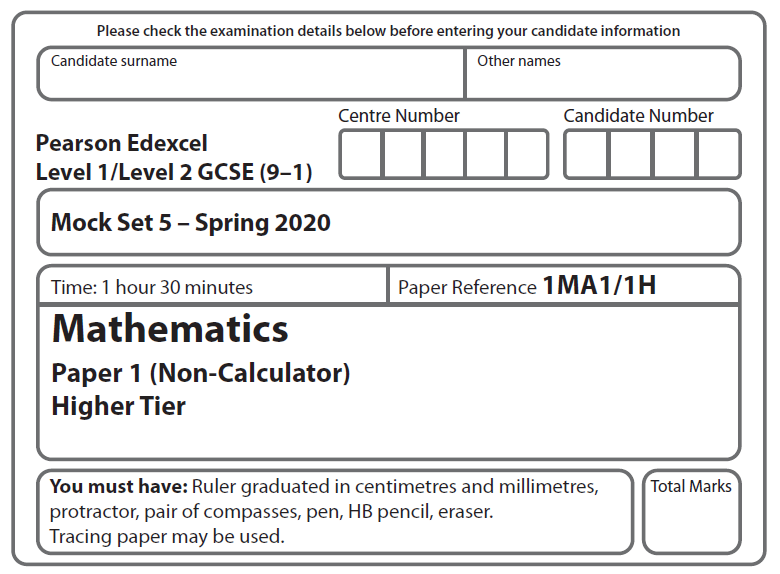 Please check the examination details below before entering your candidate information
Candidate surname
Other names
Centre Number
Candidate Number
Pearson Edexcel
Level 1/Level 2 GCSE (9–1)
Mock Set 5 – Spring 2020
Time: 1 hour 30 minutes
Paper Reference 1MA1/1H
Mathematics
Paper 1 (Non-Calculator)
Higher Tier
You must have: Ruler graduated in centimetres and millimetres,
protractor, pair of compasses, pen, HB pencil, eraser.
Tracing paper may be used.
Total Marks